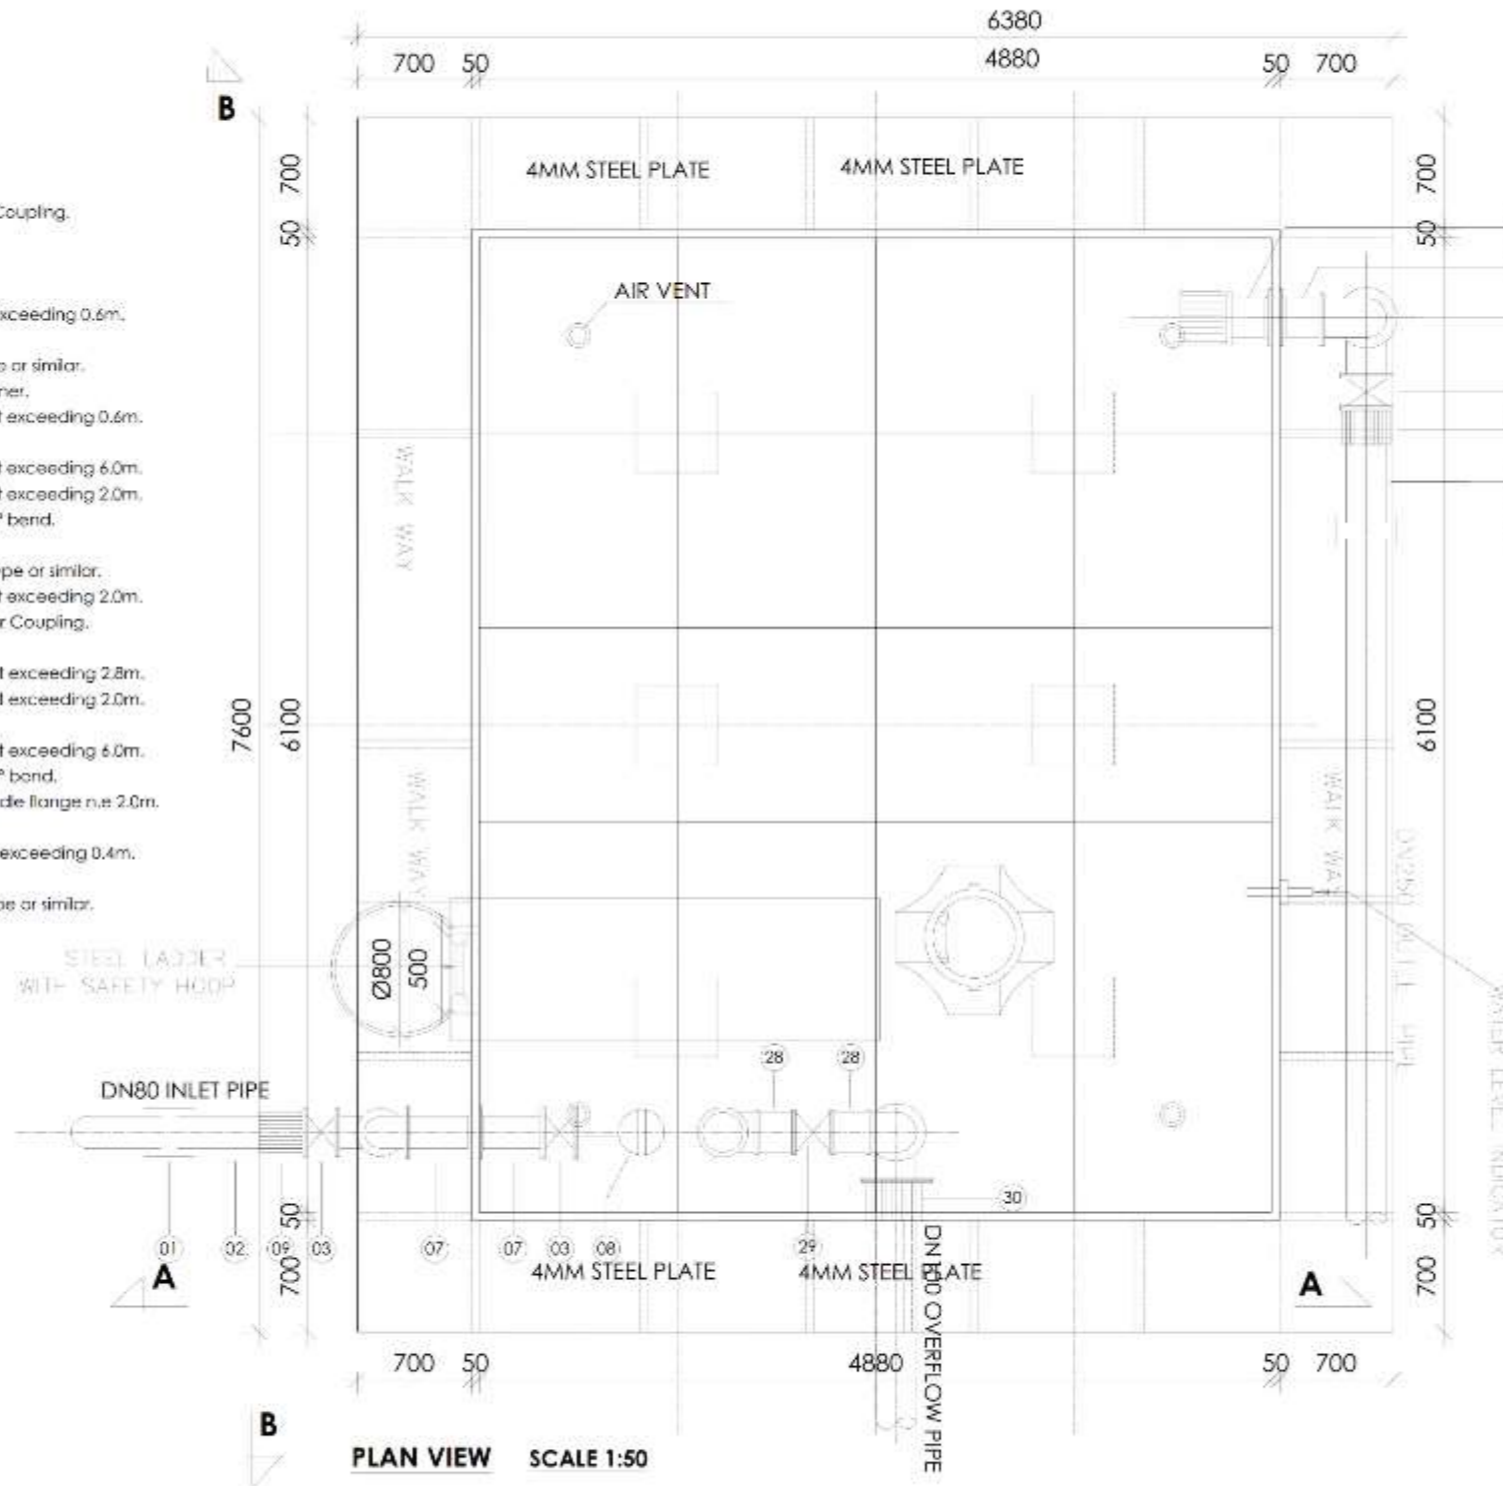 6380
700 50 4880 50 700
B
4MM STEEL PLATE
4MM STEEL PLATE
700
50
700
50
Coupling.
AIR VENT
exceeding 0.6m.
or similar.
exceeding 0.6m.
WALK WAY
exceeding 6.0m.
exceeding 2.0m.
bend.
or similar.
exceeding 2.0m.
Coupling.
exceeding 2.8m.
exceeding 2.0m.
7600
6100
6100
exceeding 6.0m.
bend.
flange n.e 2.0m.
WALK WAY
WALK WAY
exceeding 0.4m.
or similar.
STEEL LADDER
WITH SAFETY HOOP
Ø800
500
WATER LEVEL INDICATOR
28 28
DN80 INLET PIPE
30
50
50
01 02 09 03 07 07 03 08 29
A
700
4MM STEEL PLATE
4MM STEEL PLATE
DN100 OVERFLOW PIPE
A
700
700 50 4880 50 700
B
PLAN VIEW SCALE 1:50